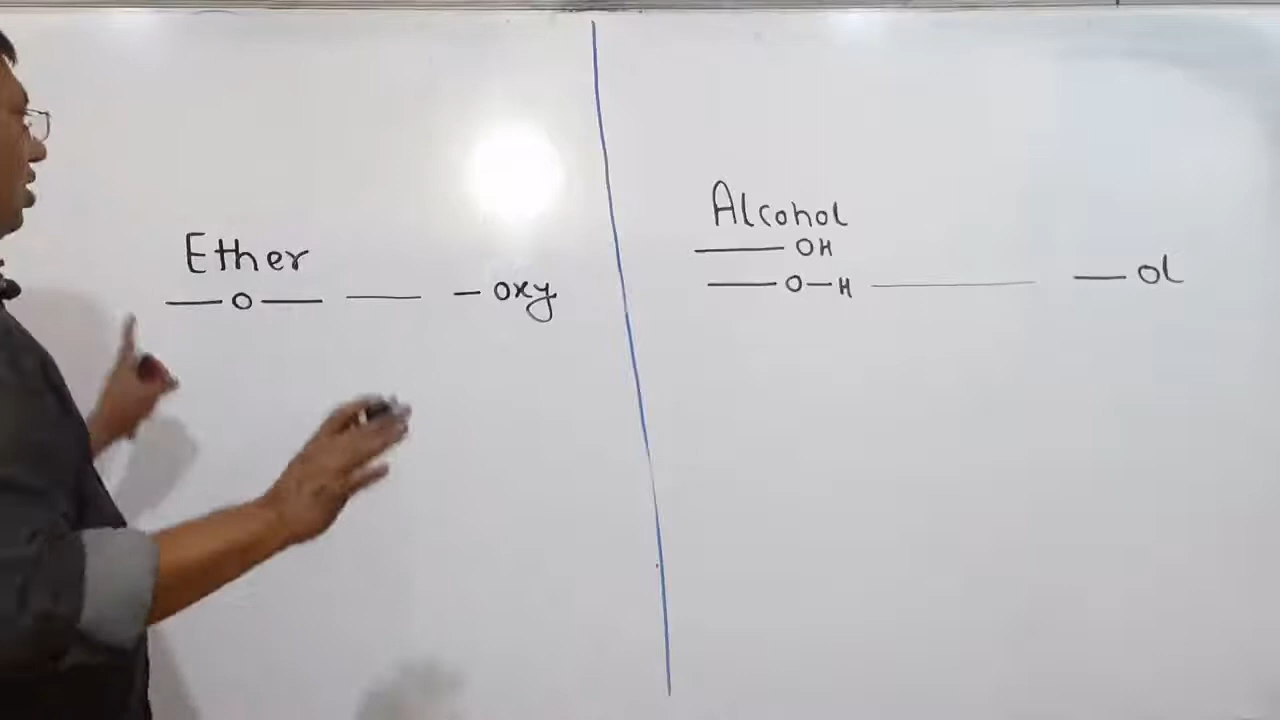 Ether
—O— — -oxy
Alcohol
—OH
—O-H — -ol